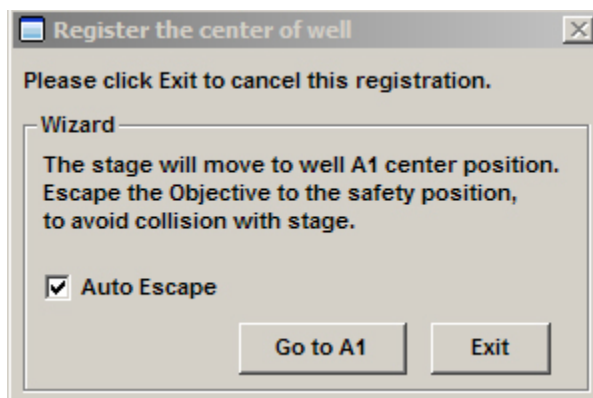 Register the center of well
Please click Exit to cancel this registration.
Wizard
The stage will move to well A1 center position.
Escape the Objective to the safety position,
to avoid collision with stage.
Auto Escape
Go to A1
Exit